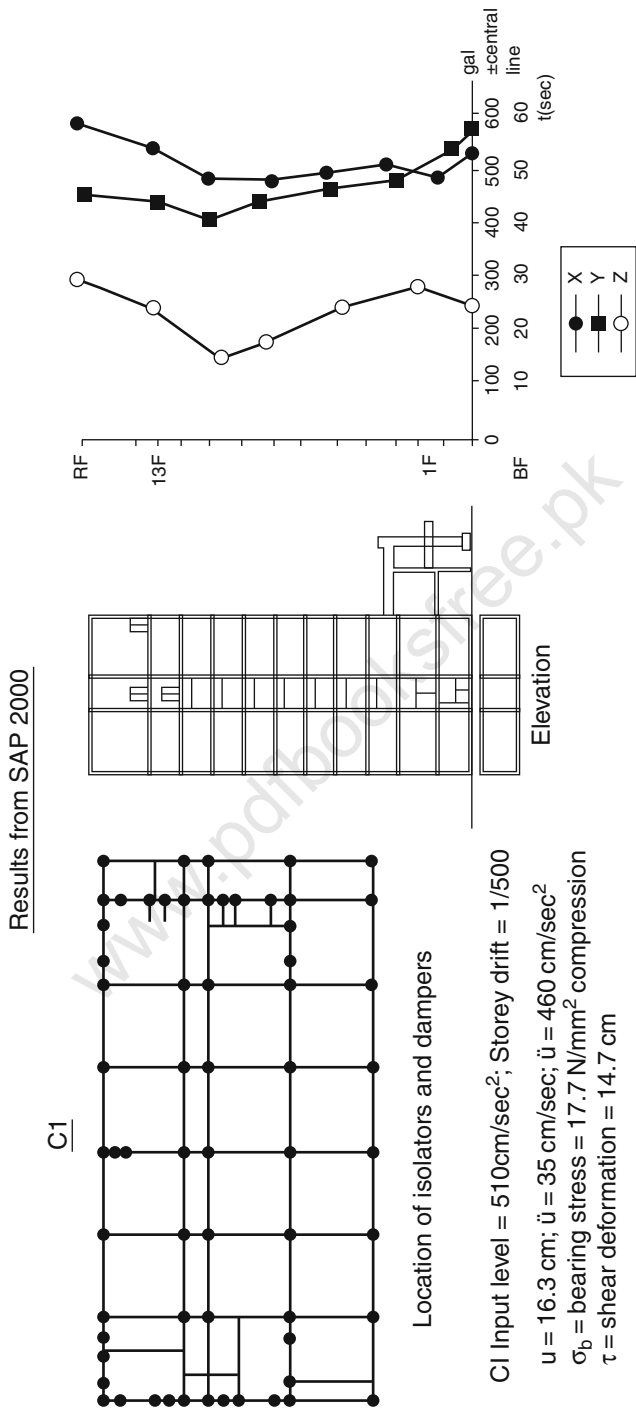 Results from SAP 2000
C1
Location of isolators and dampers
CI Input level = 510cm/sec²; Storey drift = 1/500
u = 16.3 cm; ü = 35 cm/sec; ü = 460 cm/sec²
σb = bearing stress = 17.7 N/mm² compression
τ = shear deformation = 14.7 cm
Elevation
RF
13F
1F
BF
0 100 200 300 400 500 600 gal
10 20 30 40 50 60 ±central
line
t(sec)
X
Y
Z
www.pdfbooksfree.pk